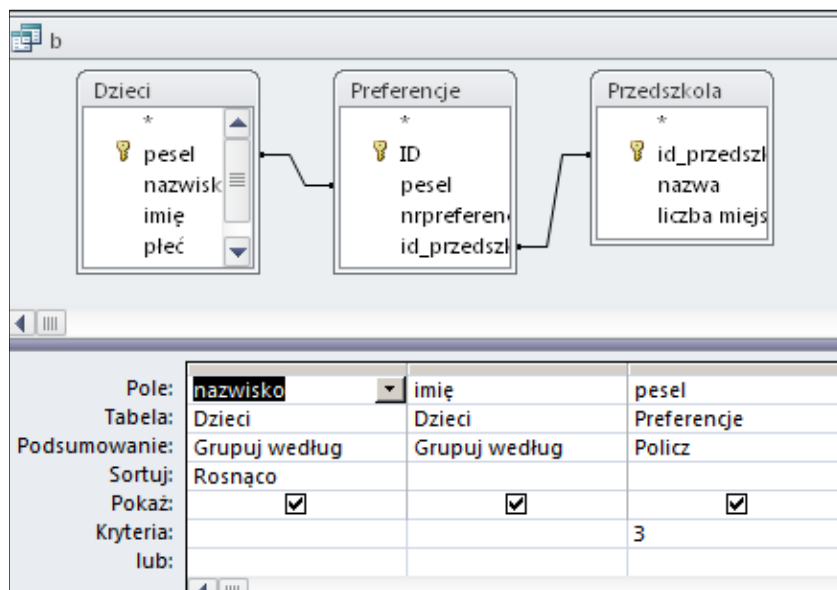 b
Dzieci Preferencje Przedszkola
* * *
pesel ID id_przedszk
nazwisk pesel nazwa
imię nrpreferen liczba miejs
płeć id_przedszk
Pole: nazwisko imię pesel
Tabela: Dzieci Dzieci Preferencje
Podsumowanie: Grupuj według Grupuj według Policz
Sortuj: Rosnąco
Pokaż:
Kryteria: 3
lub: